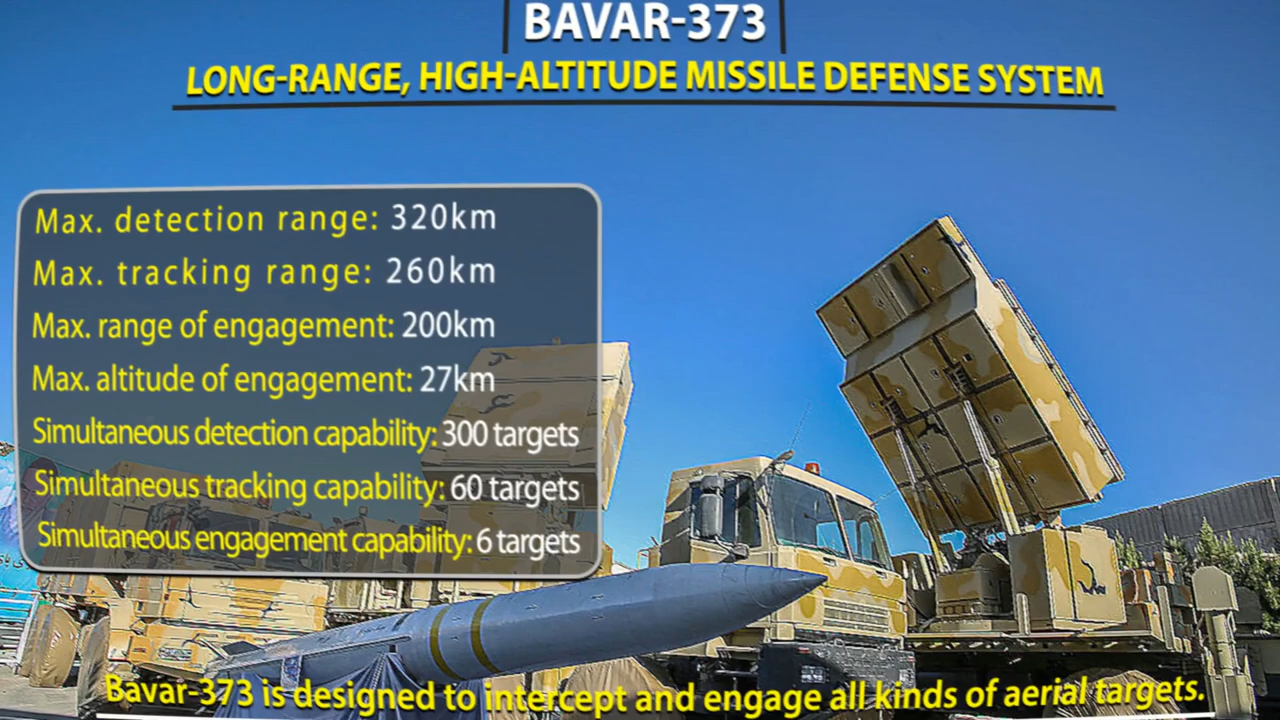 BAVAR-373
LONG-RANGE, HIGH-ALTITUDE MISSILE DEFENSE SYSTEM
Max. detection range: 320km
Max. tracking range: 260km
Max. range of engagement: 200km
Max. altitude of engagement: 27km
Simultaneous detection capability: 300 targets
Simultaneous tracking capability: 60 targets
Simultaneous engagement capability: 6 targets
Bavar-373 is designed to intercept and engage all kinds of aerial targets.